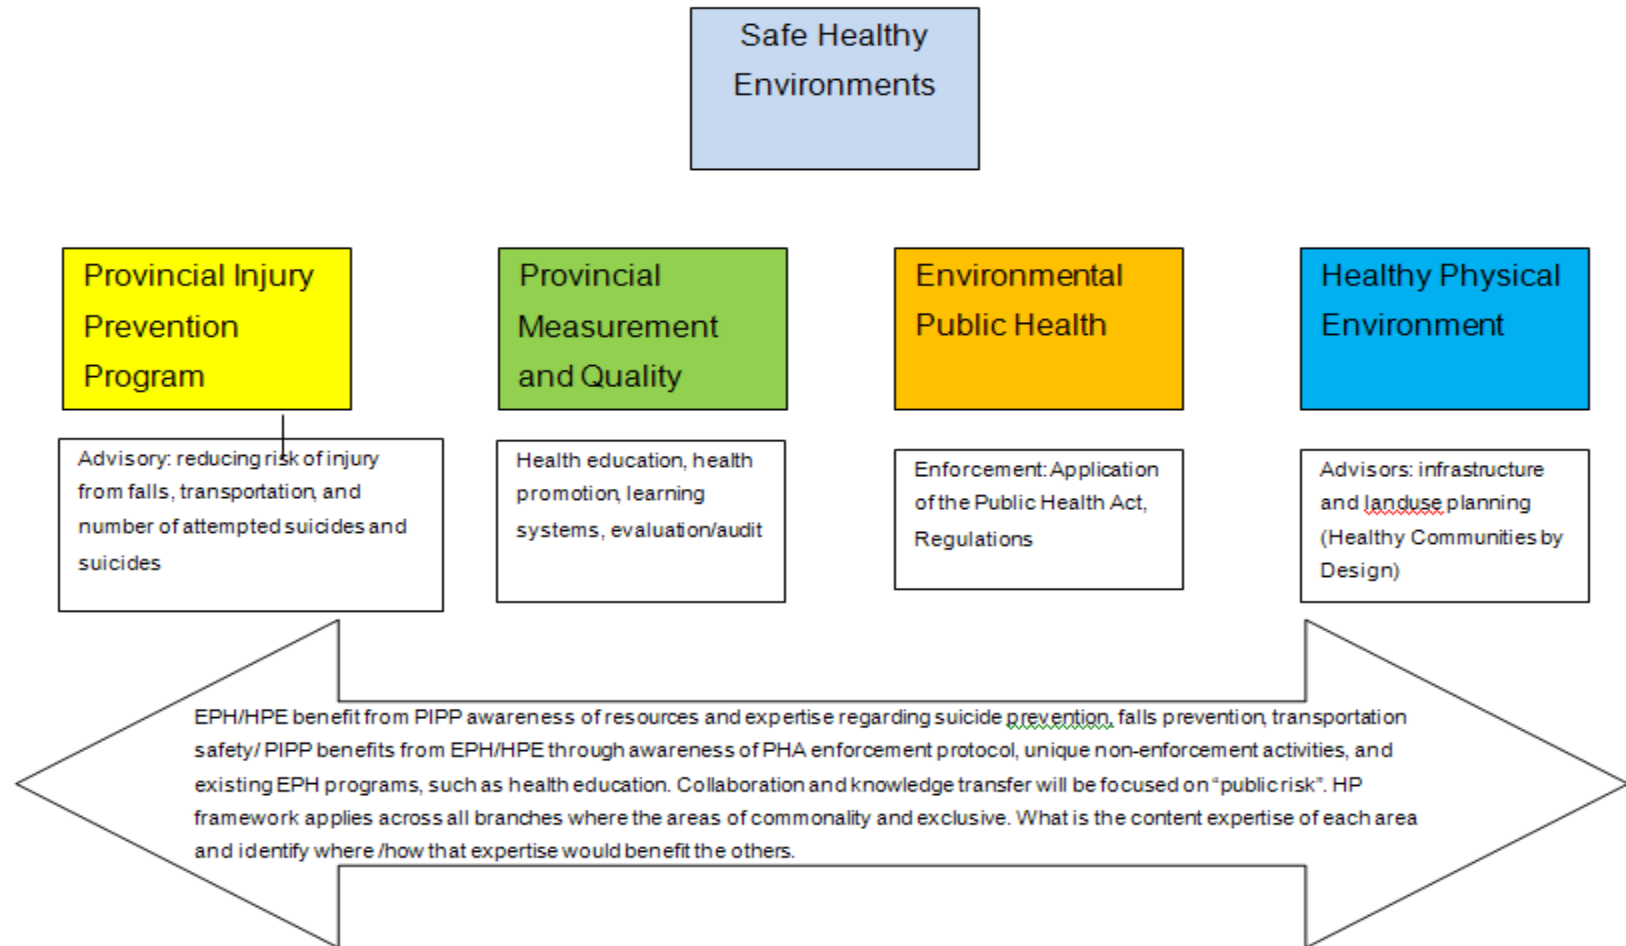 Safe Healthy
Environments
Provincial Injury
Prevention
Program
Provincial
Measurement
and Quality
Environmental
Public Health
Healthy Physical
Environment
Advisory: reducing risk of injury
from falls, transportation, and
number of attempted suicides and
suicides
Health education, health
promotion, learning
systems, evaluation/audit
Enforcement: Application
of the Public Health Act,
Regulations
Advisors: infrastructure
and landuse planning
(Healthy Communities by
Design)
EPH/HPE benefit from PIPP awareness of resources and expertise regarding suicide prevention, falls prevention, transportation
safety/ PIPP benefits from EPH/HPE through awareness of PHA enforcement protocol, unique non-enforcement activities, and
existing EPH programs, such as health education. Collaboration and knowledge transfer will be focused on “public risk”. HP
framework applies across all branches where the areas of commonality and exclusive. What is the content expertise of each area
and identify where /how that expertise would benefit the others.